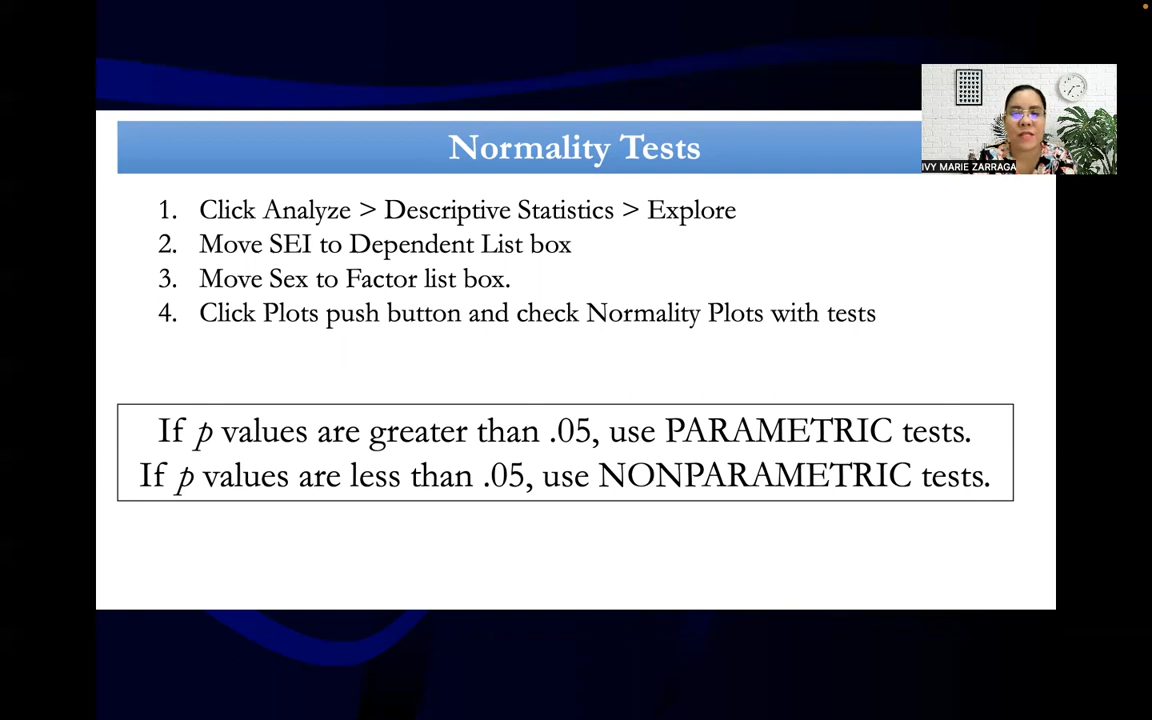 Normality Tests
1. Click Analyze > Descriptive Statistics > Explore
2. Move SEI to Dependent List box
3. Move Sex to Factor list box.
4. Click Plots push button and check Normality Plots with tests
If p values are greater than .05, use PARAMETRIC tests.
If p values are less than .05, use NONPARAMETRIC tests.
IVY MARIE ZARRAGA